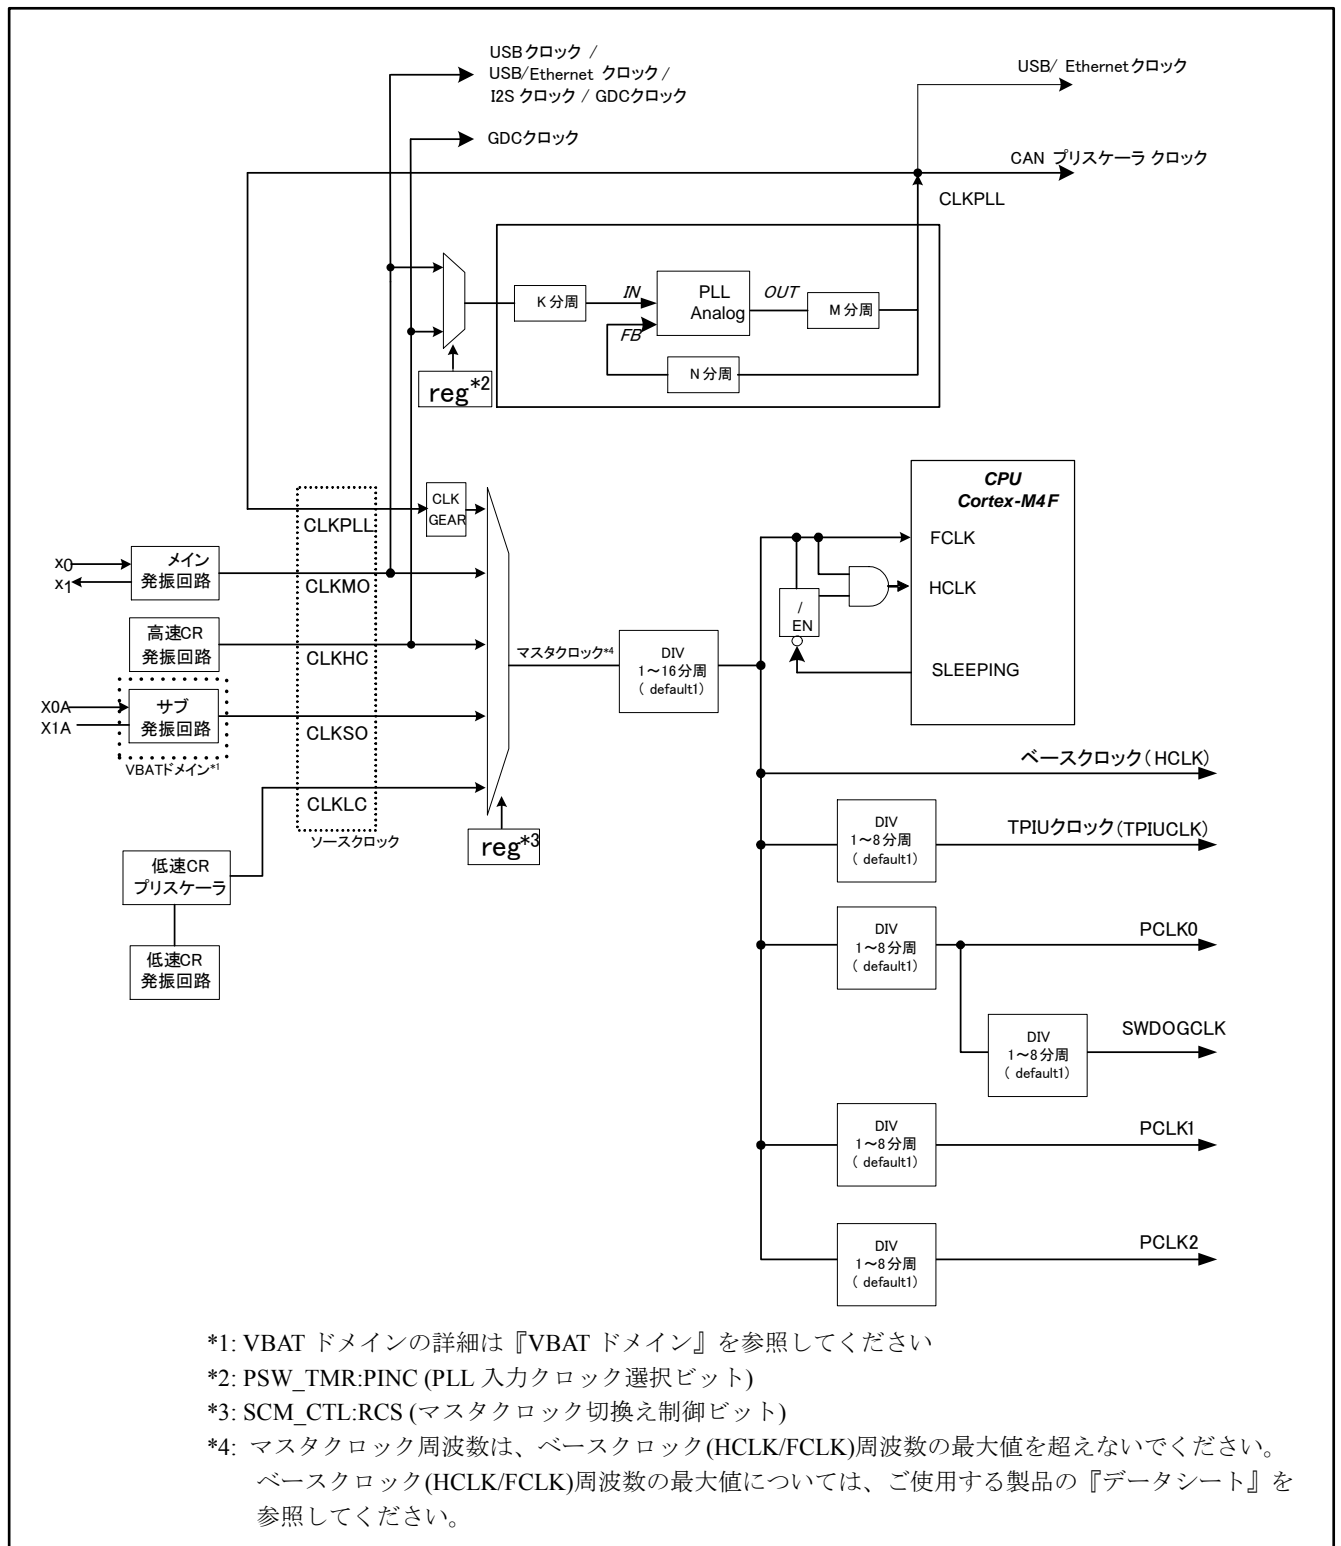 USBクロック /
USB/Ethernet クロック /
I2S クロック / GDCクロック
USB/ Ethernetクロック
GDCクロック
CAN プリスケーラ クロック
CLKPLL
K 分周
IN
PLL
Analog
OUT
M 分周
FB
N 分周
reg*2
CPU
Cortex-M4F
CLK
GEAR
CLKPLL
FCLK
X0
X1
メイン
発振回路
CLKMO
HCLK
/
EN
高速CR
発振回路
CLKHC
マスタクロック*4
DIV
1～16分周
( default1)
SLEEPING
X0A
X1A
サブ
発振回路
CLKSO
VBATドメイン*1
ベースクロック(HCLK)
CLKLC
ソースクロック
reg*3
DIV
1～8分周
( default1)
TPIUクロック(TPIUCLK)
低速CR
プリスケーラ
低速CR
発振回路
DIV
1～8分周
( default1)
PCLK0
DIV
1～8分周
( default1)
SWDOGCLK
DIV
1～8分周
( default1)
PCLK1
DIV
1～8分周
( default1)
PCLK2
*1: VBAT ドメインの詳細は『VBAT ドメイン』を参照してください
*2: PSW_TMR:PINC (PLL 入力クロック選択ビット)
*3: SCM_CTL:RCS (マスタクロック切換え制御ビット)
*4: マスタクロック周波数は、ベースクロック(HCLK/FCLK)周波数の最大値を超えないでください。
ベースクロック(HCLK/FCLK)周波数の最大値については、ご使用する製品の『データシート』を
参照してください。